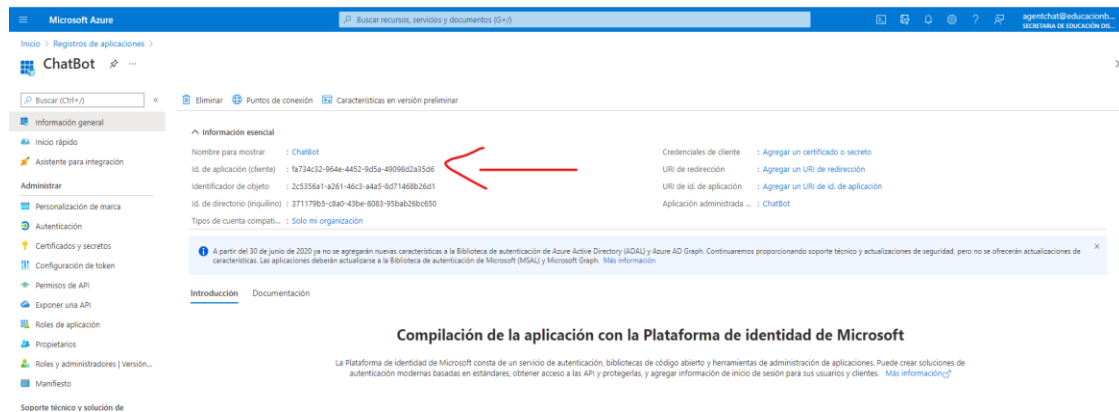 Microsoft Azure
Buscar recursos, servicios y documentos (G+/)
agentchat@educacionb...
SECRETARIA DE EDUCACIÓN DIS...
Inicio > Registros de aplicaciones >
ChatBot
Buscar (Ctrl+/)
Eliminar
Puntos de conexión
Características en versión preliminar
Información general
Inicio rápido
Asistente para integración
Administrar
Personalización de marca
Autenticación
Certificados y secretos
Configuración de token
Permisos de API
Exponer una API
Roles de aplicación
Propietarios
Roles y administradores | Versión...
Manifiesto
Soporte técnico y solución de
Información esencial
Nombre para mostrar : ChatBot
Id. de aplicación (cliente) : fa734c32-964e-4452-9d5a-49098d2a35d6
Identificador de objeto : 2c5356a1-a261-46c3-a4a5-8d71468b26d1
Id. de directorio (inquilino) : 371179b5-c8a0-43be-8083-95bab26bc650
Tipos de cuenta compati... : Solo mi organización
Credenciales de cliente : Agregar un certificado o secreto
URI de redirección : Agregar un URI de redirección
URI de id. de aplicación : Agregar un URI de id. de aplicación
Aplicación administrada ... : ChatBot
A partir del 30 de junio de 2020 ya no se agregarán nuevas características a la Biblioteca de autenticación de Azure Active Directory (ADAL) y Azure AD Graph. Continuaremos proporcionando soporte técnico y actualizaciones de seguridad, pero no se ofrecerán actualizaciones de
características. Las aplicaciones deberán actualizarse a la Biblioteca de autenticación de Microsoft (MSAL) y Microsoft Graph. Más información
Introducción
Documentación
Compilación de la aplicación con la Plataforma de identidad de Microsoft
La Plataforma de identidad de Microsoft consta de un servicio de autenticación, bibliotecas de código abierto y herramientas de administración de aplicaciones. Puede crear soluciones de
autenticación modernas basadas en estándares, obtener acceso a las API y protegerlas, y agregar información de inicio de sesión para sus usuarios y clientes. Más información